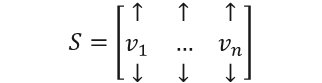 ↑ ↑ ↑
S = [v₁ … vₙ]
↓ ↓ ↓